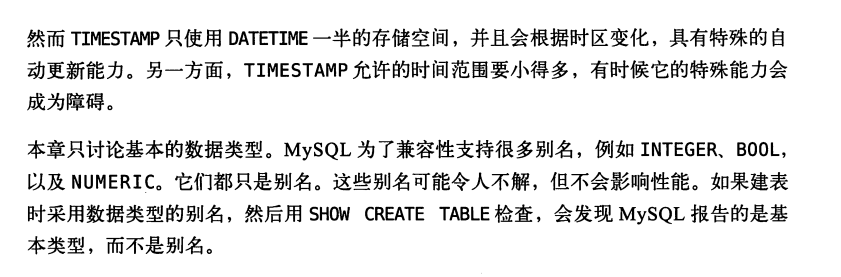 然而 TIMESTAMP 只使用 DATETIME 一半的存储空间，并且会根据时区变化，具有特殊的自
动更新能力。另一方面，TIMESTAMP 允许的时间范围要小得多，有时候它的特殊能力会
成为障碍。
本章只讨论基本的数据类型。MySQL 为了兼容性支持很多别名，例如 INTEGER、BOOL，
以及 NUMERIC。它们都只是别名。这些别名可能令人不解，但不会影响性能。如果建表
时采用数据类型的别名，然后用 SHOW CREATE TABLE 检查，会发现 MySQL 报告的是基
本类型，而不是别名。